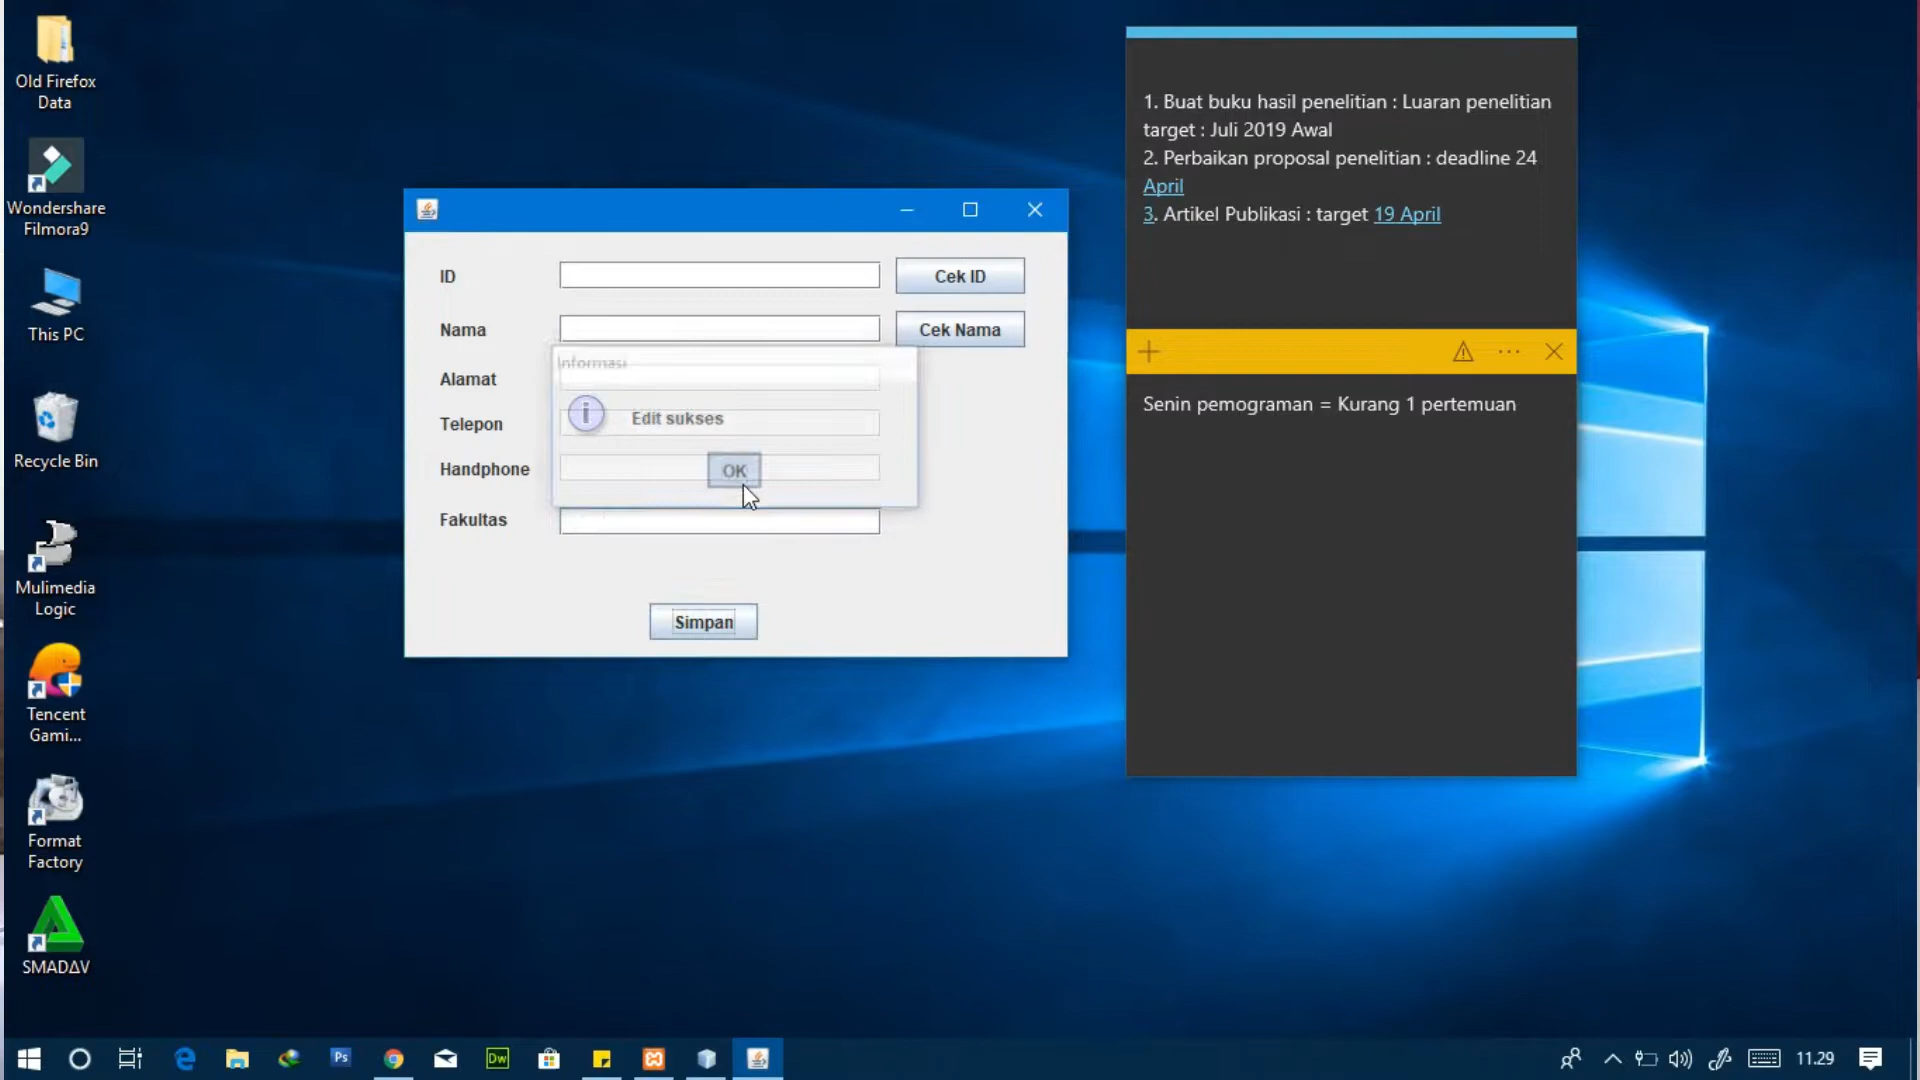 Old Firefox
Data
Wondershare
Filmora9
This PC
Recycle Bin
Mulimedia
Logic
Tencent
Gami...
Format
Factory
SMADΔV
ID
Cek ID
Nama
Cek Nama
Informasi
Alamat
Edit sukses
Telepon
Handphone
OK
Fakultas
Simpan
1. Buat buku hasil penelitian : Luaran penelitian
target : Juli 2019 Awal
2. Perbaikan proposal penelitian : deadline 24
April
3. Artikel Publikasi : target 19 April
Senin pemograman = Kurang 1 pertemuan
Ps
Dw
11.29